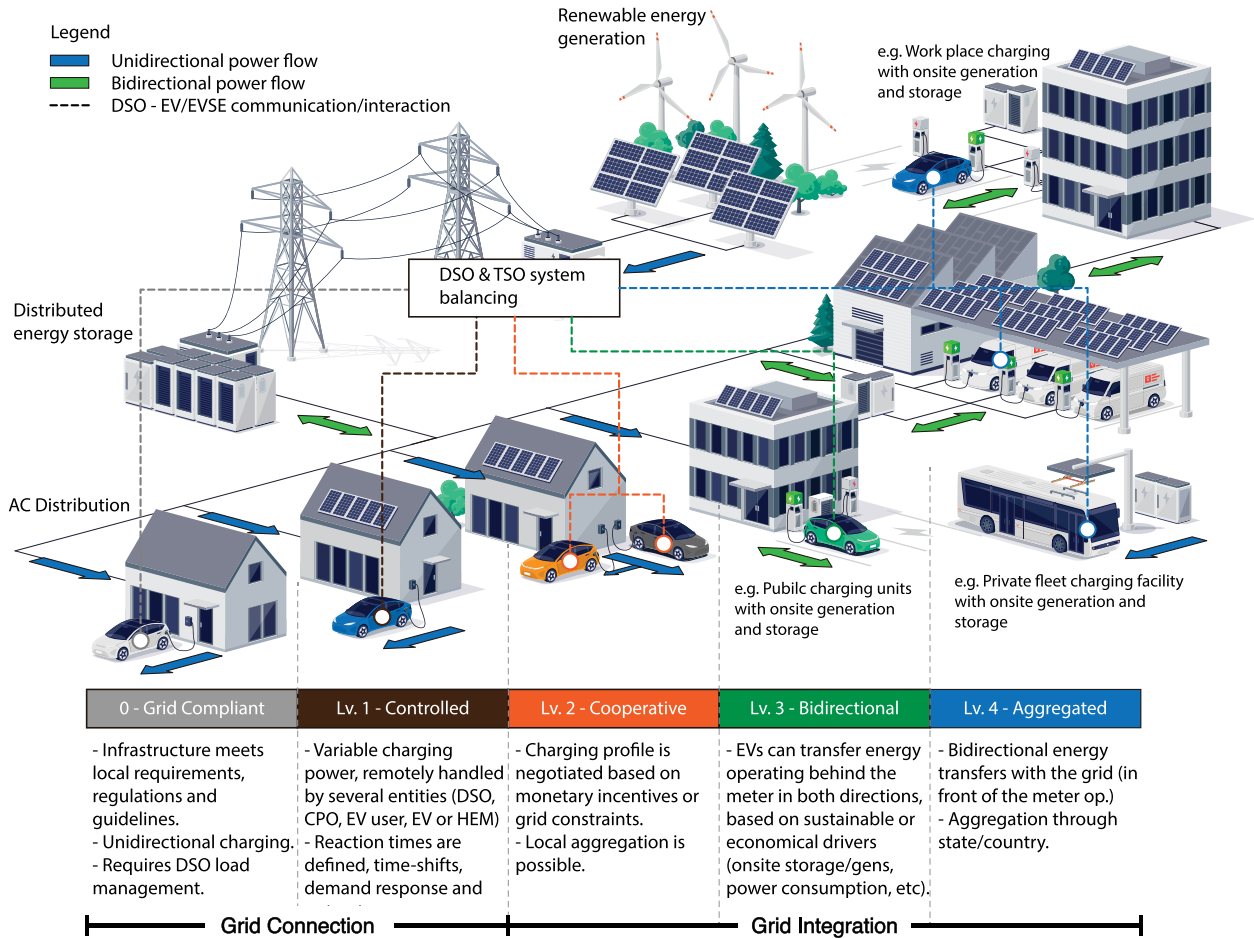 Legend
Unidirectional power flow
Bidirectional power flow
DSO - EV/EVSE communication/interaction
Renewable energy
generation
e.g. Work place charging
with onsite generation
and storage
DSO & TSO system
balancing
Distributed
energy storage
AC Distribution
e.g. Pubic charging units
with onsite generation
and storage
e.g. Private fleet charging facility
with onsite generation and
storage
0 - Grid Compliant
- Infrastructure meets
local requirements,
regulations and
guidelines.
- Unidirectional charging.
- Requires DSO load
management.
Lv. 1 - Controlled
- Variable charging
power, remotely handled
by several entities (DSO,
CPO, EV user, EV or HEM)
- Reaction times are
defined, time-shifts,
demand response and
Lv. 2 - Cooperative
- Charging profile is
negotiated based on
monetary incentives or
grid constraints.
- Local aggregation is
possible.
Lv. 3 - Bidirectional
- EVs can transfer energy
operating behind the
meter in both directions,
based on sustainable or
economical drivers
(onsite storage/gens,
power consumption, etc).
Lv. 4 - Aggregated
- Bidirectional energy
transfers with the grid (in
front of the meter op.)
- Aggregation through
state/country.
Grid Connection
Grid Integration